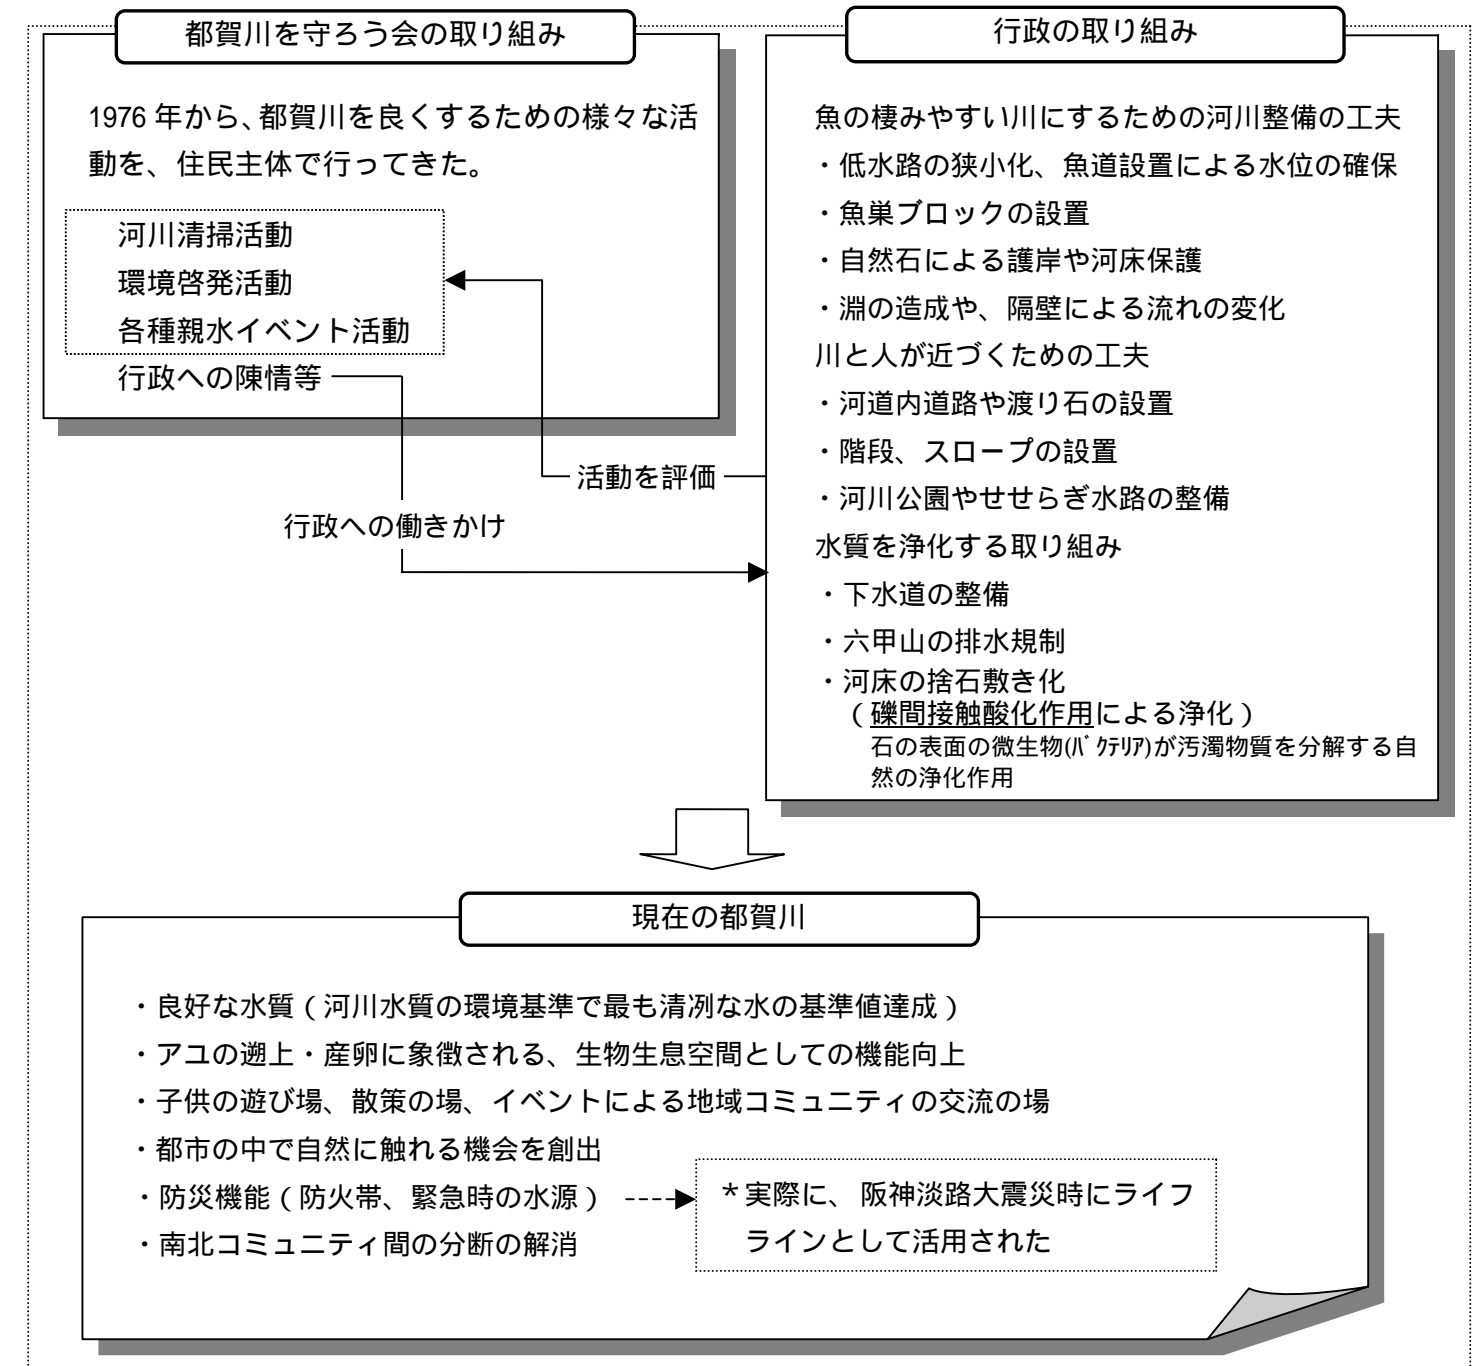 都賀川を守ろう会の取り組み
1976 年から、都賀川を良くするための様々な活
動を、住民主体で行ってきた。
河川清掃活動
環境啓発活動
各種親水イベント活動
行政への陳情等
活動を評価
行政への働きかけ
行政の取り組み
魚の棲みやすい川にするための河川整備の工夫
・低水路の狭小化、魚道設置による水位の確保
・魚巣ブロックの設置
・自然石による護岸や河床保護
・淵の造成や、隔壁による流れの変化
川と人が近づくための工夫
・河道内道路や渡り石の設置
・階段、スロープの設置
・河川公園やせせらぎ水路の整備
水質を浄化する取り組み
・下水道の整備
・六甲山の排水規制
・河床の捨石敷き化
（礫間接触酸化作用による浄化）
石の表面の微生物(ﾊﾞｸﾃﾘｱ)が汚濁物質を分解する自
然の浄化作用
現在の都賀川
・良好な水質（河川水質の環境基準で最も清冽な水の基準値達成）
・アユの遡上・産卵に象徴される、生物生息空間としての機能向上
・子供の遊び場、散策の場、イベントによる地域コミュニティの交流の場
・都市の中で自然に触れる機会を創出
・防災機能（防火帯、緊急時の水源）
・南北コミュニティ間の分断の解消
＊実際に、阪神淡路大震災時にライフ
ラインとして活用された